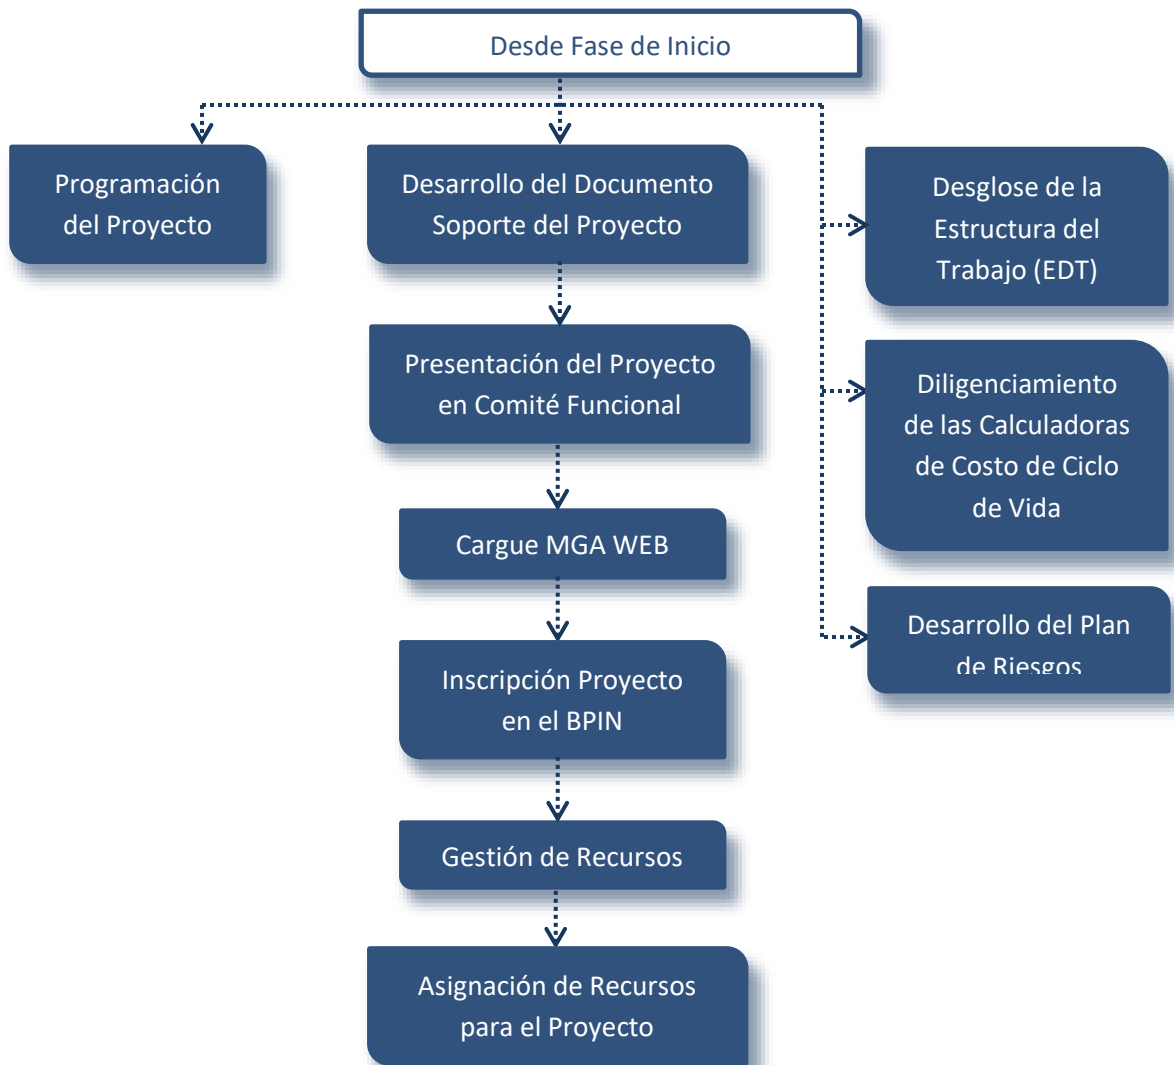 Desde Fase de Inicio
Programación
del Proyecto
Desarrollo del Documento
Soporte del Proyecto
Desglose de la
Estructura del
Trabajo (EDT)
Presentación del Proyecto
en Comité Funcional
Diligenciamiento
de las Calculadoras
de Costo de Ciclo
de Vida
Cargue MGA WEB
Inscripción Proyecto
en el BPIN
Desarrollo del Plan
de Riesgos
Gestión de Recursos
Asignación de Recursos
para el Proyecto